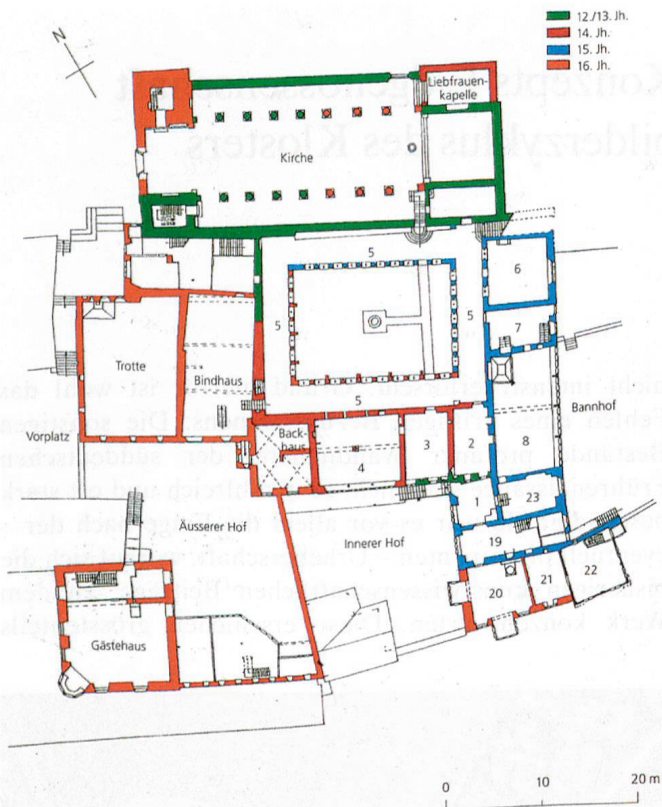 N
12./13. Jh.
14. Jh.
15. Jh.
16. Jh.
Liebfrauen-
kapelle
Kirche
5
6
5
5
7
Trotte
Bindhaus
5
Bannhof
Vorplatz
Back-
haus
4
3
2
8
Äusserer Hof
Innerer Hof
1
23
19
20
21
22
Gästehaus
0
10
20 m